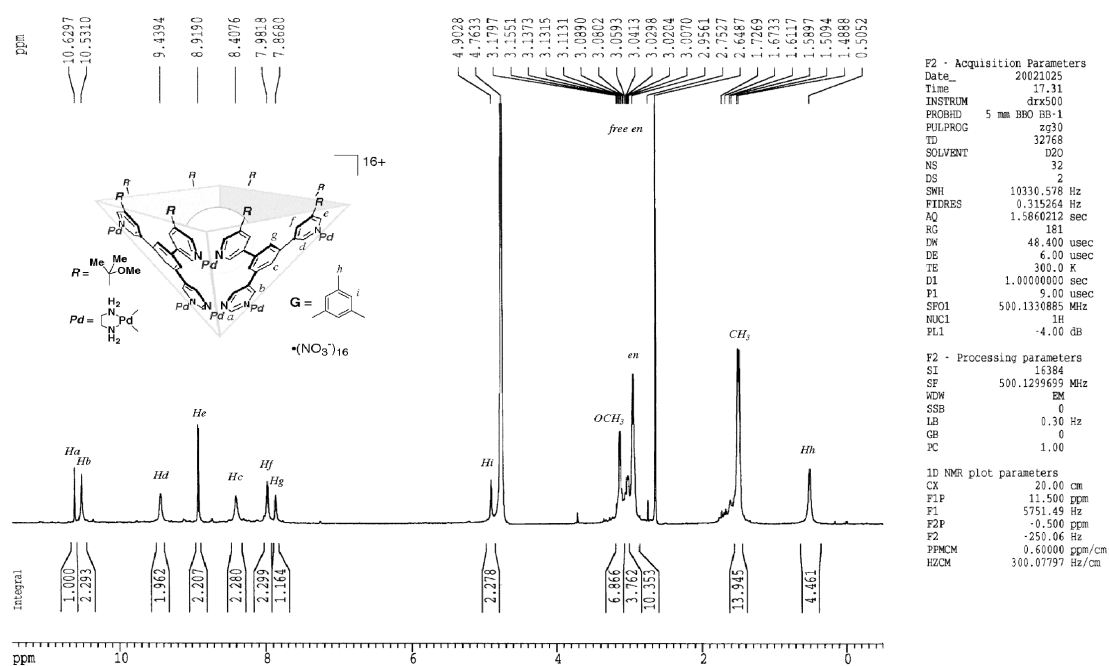 ppm
10.6297
10.5310
9.4394
8.9190
8.4076
7.9818
7.8680
4.9028
4.7633
3.1797
3.1551
3.1373
3.1315
3.1131
3.0890
3.0802
3.0593
3.0413
3.0298
3.0204
3.0070
2.9561
2.7527
2.6487
1.7269
1.6733
1.6117
1.5897
1.5094
1.4888
0.5052
free en
16+
R R R R
R R R R
e
f
g
d
c
b
a
Pd Pd Pd
N N N N
Pd Pd Pd Pd
R = Me Me OMe
Pd = H2 N Pd N H2
G = h i
•(NO3-)16
Ha
Hb
Hd
He
Hc
Hf
Hg
Hi
OCH3
en
CH3
Hh
Integral
1.000
2.293
1.962
2.207
2.280
2.299
1.164
2.278
6.866
3.762
10.353
13.945
4.461
ppm 10 8 6 4 2 0
F2 - Acquisition Parameters
Date_ 20021025
Time 17.31
INSTRUM drx500
PROBHD 5 mm BBO BB-1
PULPROG zg30
TD 32768
SOLVENT D2O
NS 32
DS 2
SWH 10330.578 Hz
FIDRES 0.315264 Hz
AQ 1.5860212 sec
RG 181
DW 48.400 usec
DE 6.00 usec
TE 300.0 K
D1 1.00000000 sec
P1 9.00 usec
SFO1 500.1330885 MHz
NUC1 1H
PL1 -4.00 dB
F2 - Processing parameters
SI 16384
SF 500.1299699 MHz
WDW EM
SSB 0
LB 0.30 Hz
GB 0
PC 1.00
1D NMR plot parameters
CX 20.00 cm
F1P 11.500 ppm
F1 5751.49 Hz
F2P -0.500 ppm
F2 -250.06 Hz
PPMCM 0.60000 ppm/cm
HZCM 300.07797 Hz/cm